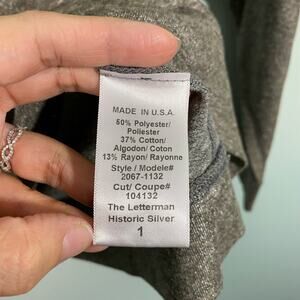 MADE IN U.S.A.
50% Polyester/
Poliester
37% Cotton/
Algodon/ Coton
13% Rayon/ Rayonne
Style / Modele#
2067-1132
Cut/ Coupe#
104132
The Letterman
Historic Silver
1